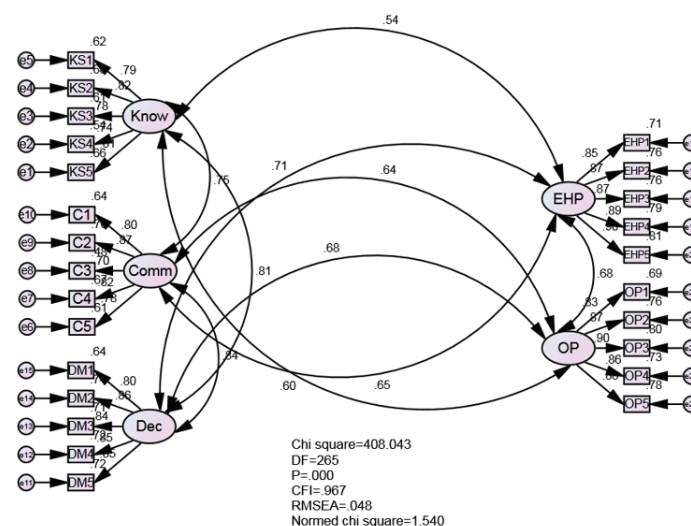 .54
.62
e5 KS1 .79
e4 KS2 .82
e3 KS3 .78
e2 KS4 .74
e1 KS5
.66
Know
.75
.71
.64
.71
EHP1
.85 .76
.87 EHP2
.76
.87 EHP3
.79
.89 EHP4
.81
EHP5
EHP
.64
e10 C1 .80
e9 C2 .87
e8 C3 .70
e7 C4 .82
e6 C5
.61
Comm
.81
.68
.84
.60
.65
.68
.69
OP1
.83 .76
.87 OP2
.80
.90 OP3
.73
.86 OP4
.78
OP5
OP
.64
e15 DM1 .80
e14 DM2 .86
e13 DM3 .84
e12 DM4 .85
e11 DM5
.72
Dec
Chi square=408.043
DF=265
P=.000
CFI=.967
RMSEA=.048
Normed chi square=1.540